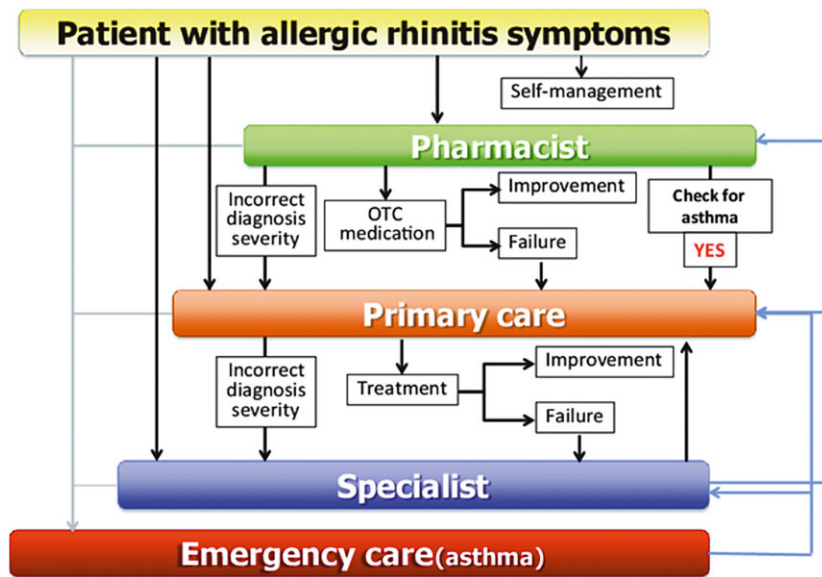 Patient with allergic rhinitis symptoms
Self-management
Pharmacist
Incorrect
diagnosis
severity
OTC
medication
Improvement
Failure
Check for
asthma
YES
Primary care
Incorrect
diagnosis
severity
Treatment
Improvement
Failure
Specialist
Emergency care(asthma)